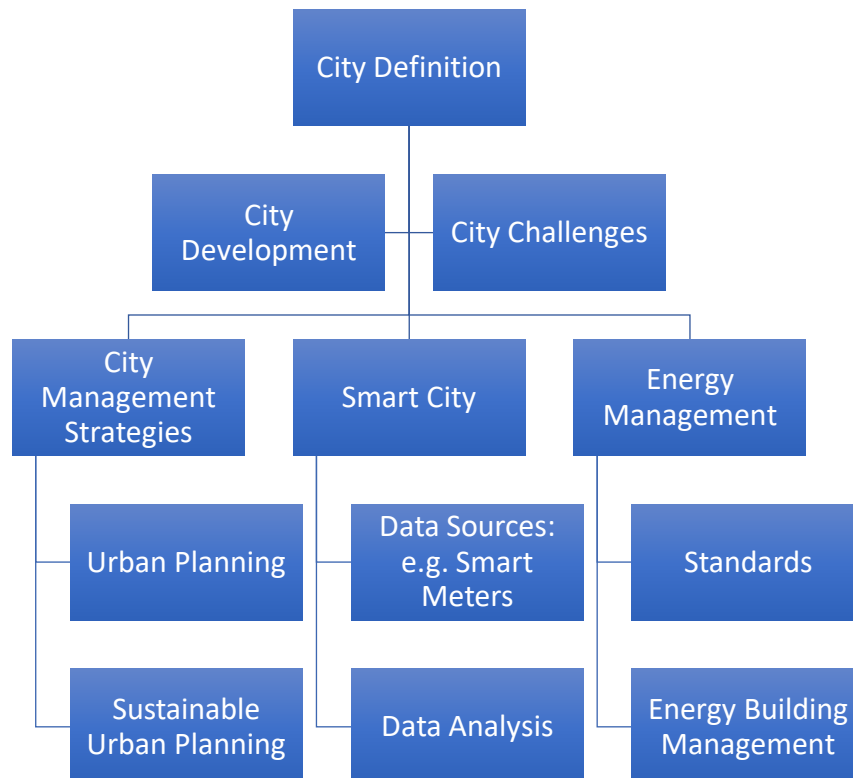 City Definition
City
Development
City Challenges
City
Management
Strategies
Smart City
Energy
Management
Urban Planning
Data Sources:
e.g. Smart
Meters
Standards
Sustainable
Urban Planning
Data Analysis
Energy Building
Management